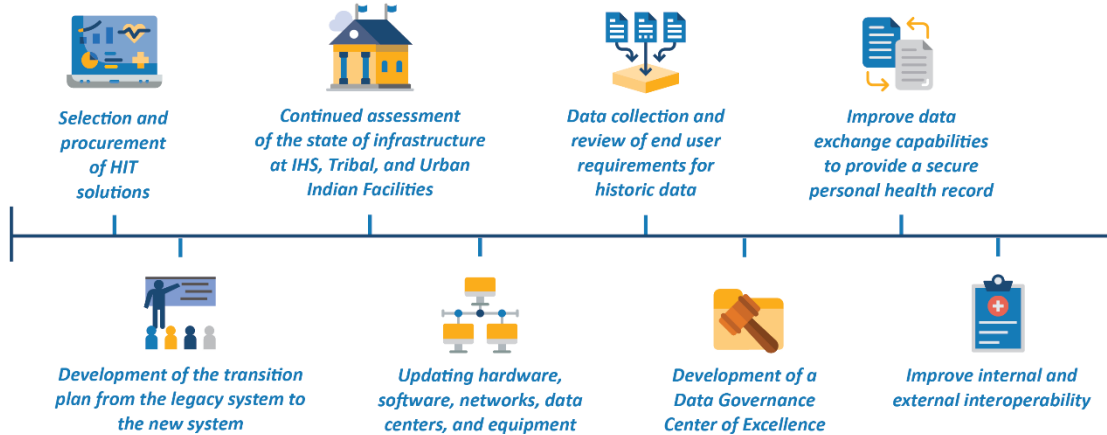 Selection and
procurement
of HIT
solutions
Continued assessment
of the state of infrastructure
at IHS, Tribal, and Urban
Indian Facilities
Data collection and
review of end user
requirements for
historic data
Improve data
exchange capabilities
to provide a secure
personal health record
Development of the transition
plan from the legacy system to
the new system
Updating hardware,
software, networks, data
centers, and equipment
Development of a
Data Governance
Center of Excellence
Improve internal and
external interoperability